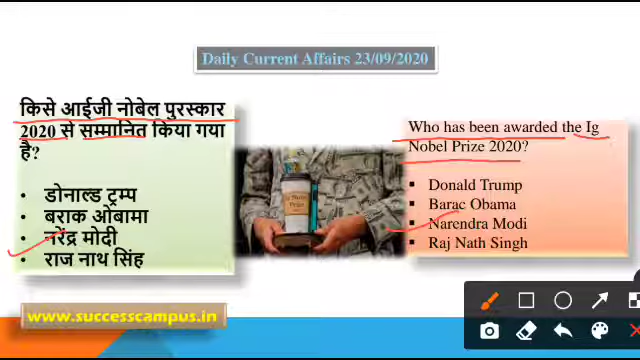 Daily Current Affairs 23/09/2020
किसे आईजी नोबेल पुरस्कार
2020 से सम्मानित किया गया
है?
• डोनाल्ड ट्रम्प
• बराक ओबामा
• नरेंद्र मोदी
• राज नाथ सिंह
Who has been awarded the Ig
Nobel Prize 2020?
▪ Donald Trump
▪ Barac Obama
▪ Narendra Modi
▪ Raj Nath Singh
www.successcampus.in